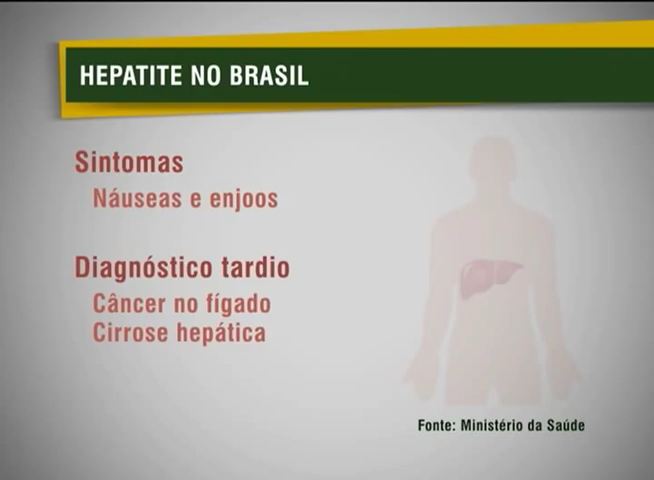 HEPATITE NO BRASIL
Sintomas
Náuseas e enjoos
Diagnóstico tardio
Câncer no fígado
Cirrose hepática
Fonte: Ministério da Saúde